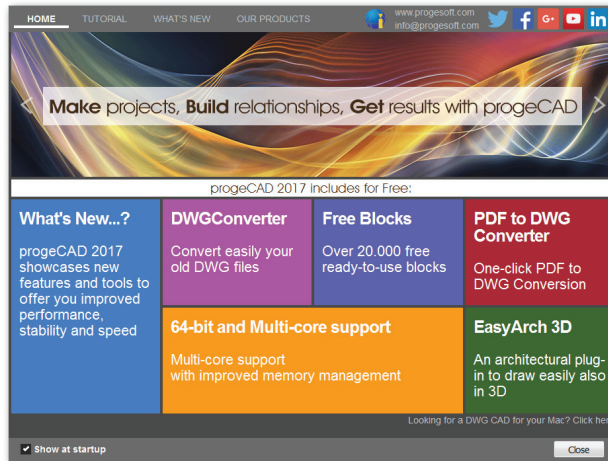 HOME TUTORIAL WHAT'S NEW OUR PRODUCTS
www.progesoft.com
info@progesoft.com
Make projects, Build relationships, Get results with progeCAD
progeCAD 2017 includes for Free:
What's New...?
progeCAD 2017
showcases new
features and tools to
offer you improved
performance,
stability and speed
DWGConverter
Convert easily your
old DWG files
Free Blocks
Over 20.000 free
ready-to-use blocks
PDF to DWG
Converter
One-click PDF to
DWG Conversion
64-bit and Multi-core support
Multi-core support
with improved memory management
EasyArch 3D
An architectural plug-
in to draw easily also
in 3D
Looking for a DWG CAD for your Mac? Click her
Show at startup
Close